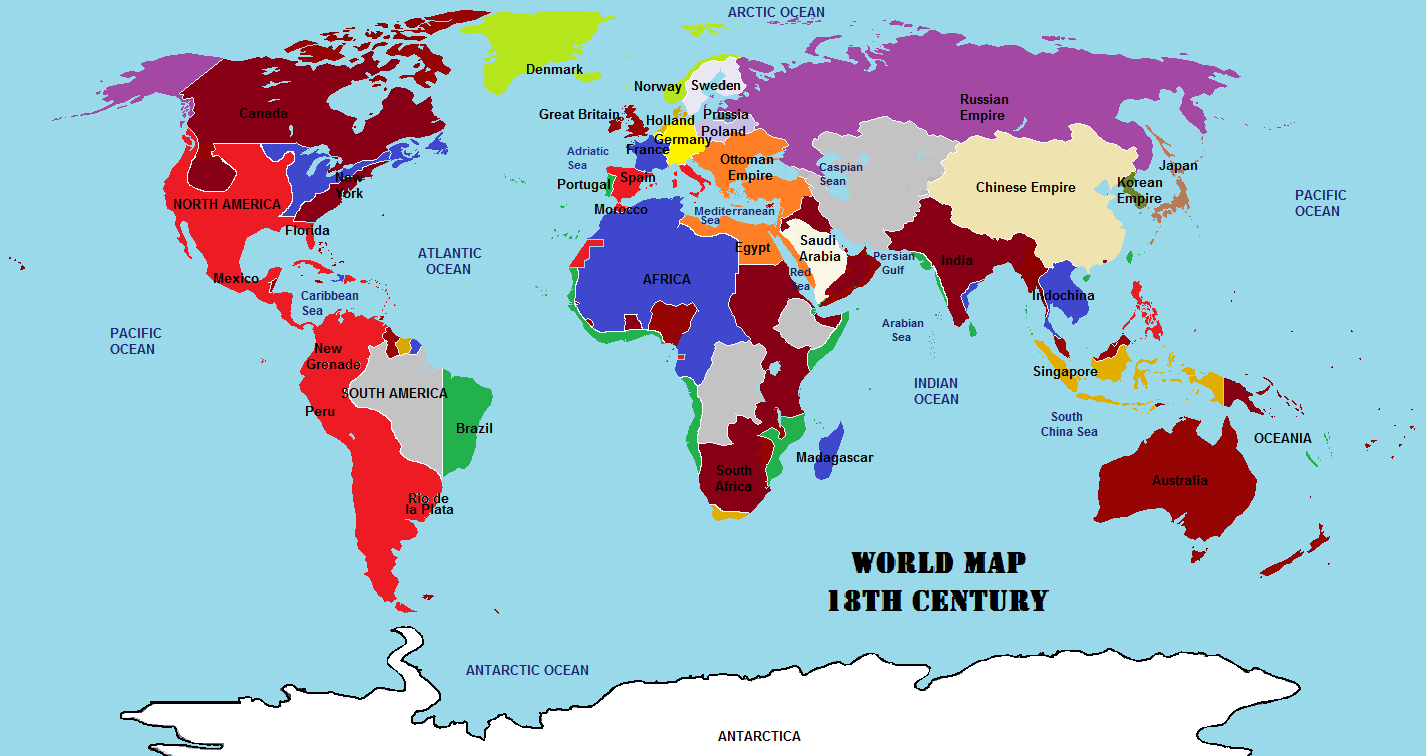 ARCTIC OCEAN
Denmark
Norway
Sweden
Canada
Great Britain
Holland
Prussia
Poland
Germany
France
Russian
Empire
Adriatic
Sea
Ottoman
Empire
Caspian
Sean
Japan
Korean
Empire
Chinese Empire
New
York
Spain
Portugal
NORTH AMERICA
Morocco
Mediterranean
Sea
PACIFIC
OCEAN
Florida
ATLANTIC
OCEAN
Egypt
Saudi
Arabia
Persian
Gulf
India
Red
Sea
Mexico
AFRICA
Caribbean
Sea
Indochina
PACIFIC
OCEAN
Arabian
Sea
New
Grenade
Singapore
SOUTH AMERICA
INDIAN
OCEAN
Peru
Brazil
South
China Sea
OCEANIA
Madagascar
South
Africa
Australia
Rio de
la Plata
WORLD MAP
18TH CENTURY
ANTARCTIC OCEAN
ANTARCTICA